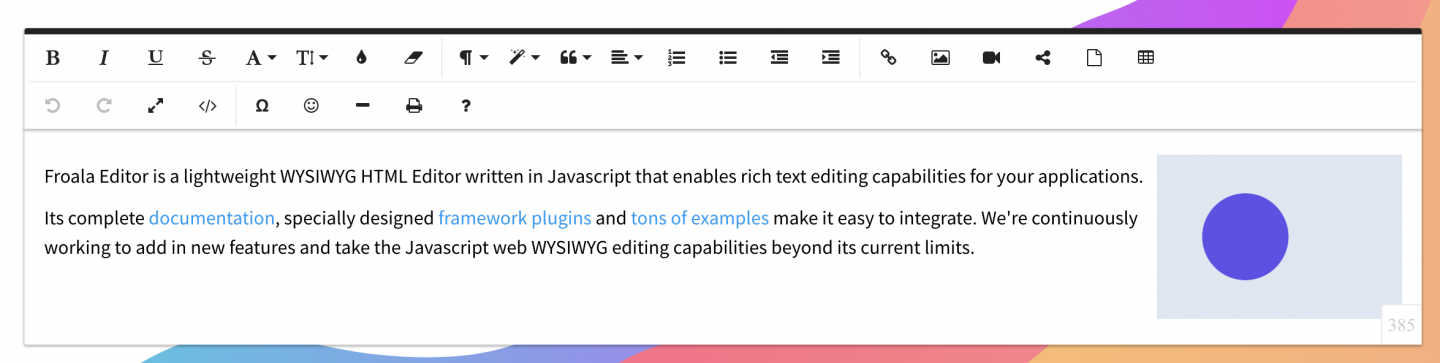 B I U S A T
</> Ω ?
Froala Editor is a lightweight WYSIWYG HTML Editor written in Javascript that enables rich text editing capabilities for your applications.
Its complete documentation, specially designed framework plugins and tons of examples make it easy to integrate. We're continuously
working to add in new features and take the Javascript web WYSIWYG editing capabilities beyond its current limits.
385